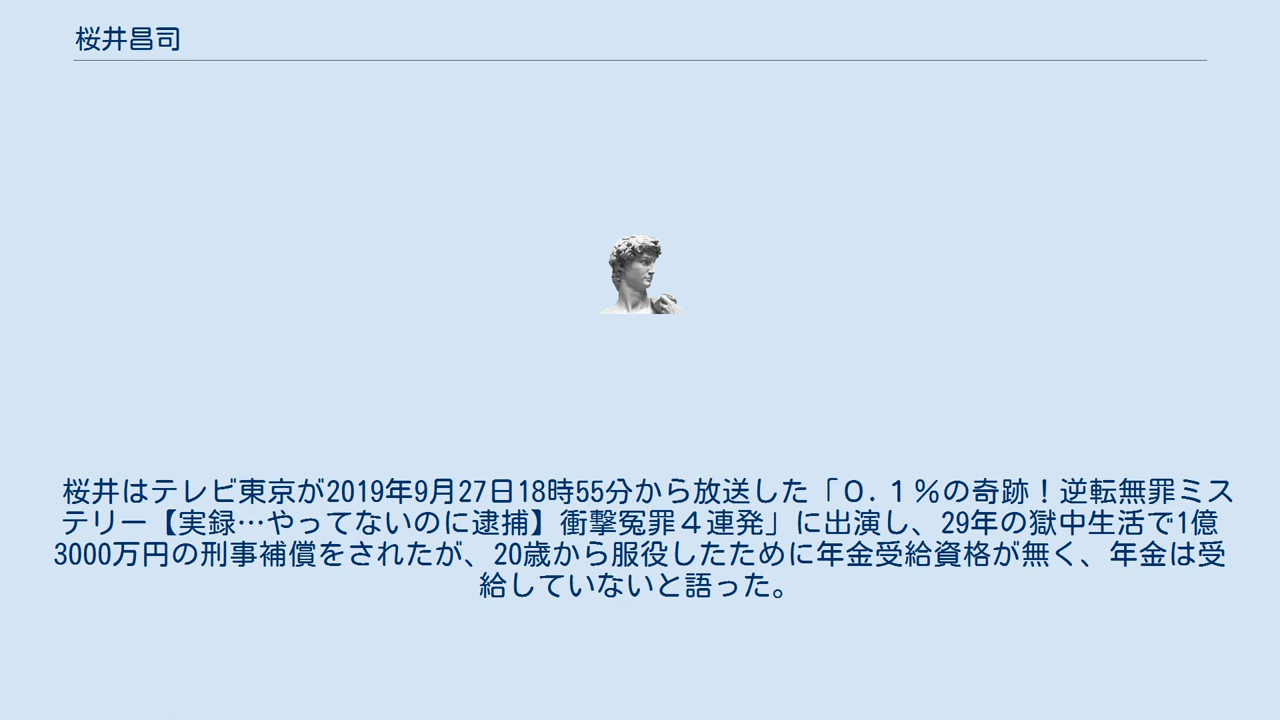 桜井昌司
桜井はテレビ東京が2019年9月27日18時55分から放送した「０．１％の奇跡！逆転無罪ミス
テリー【実録…やってないのに逮捕】衝撃冤罪４連発」に出演し、29年の獄中生活で1億
3000万円の刑事補償をされたが、20歳から服役したために年金受給資格が無く、年金は受
給していないと語った。